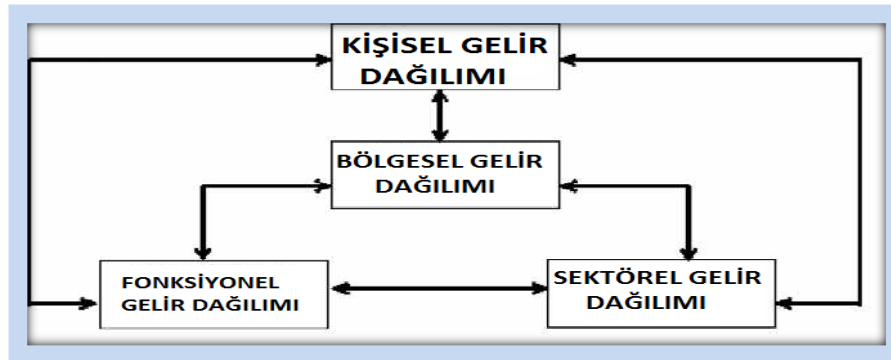 KİŞİSEL GELİR
DAĞILIMI
BÖLGESEL GELİR
DAĞILIMI
FONKSİYONEL
GELİR DAĞILIMI
SEKTÖREL GELİR
DAĞILIMI